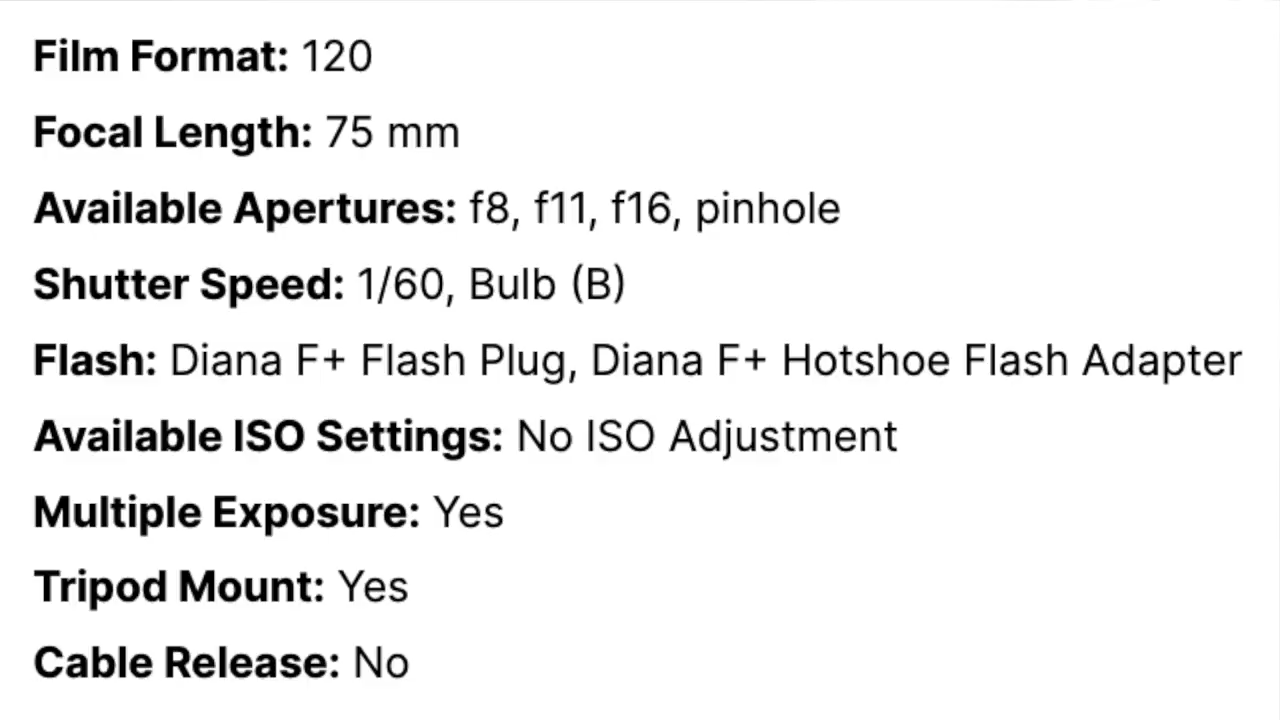 Film Format: 120
Focal Length: 75 mm
Available Apertures: f8, f11, f16, pinhole
Shutter Speed: 1/60, Bulb (B)
Flash: Diana F+ Flash Plug, Diana F+ Hotshoe Flash Adapter
Available ISO Settings: No ISO Adjustment
Multiple Exposure: Yes
Tripod Mount: Yes
Cable Release: No